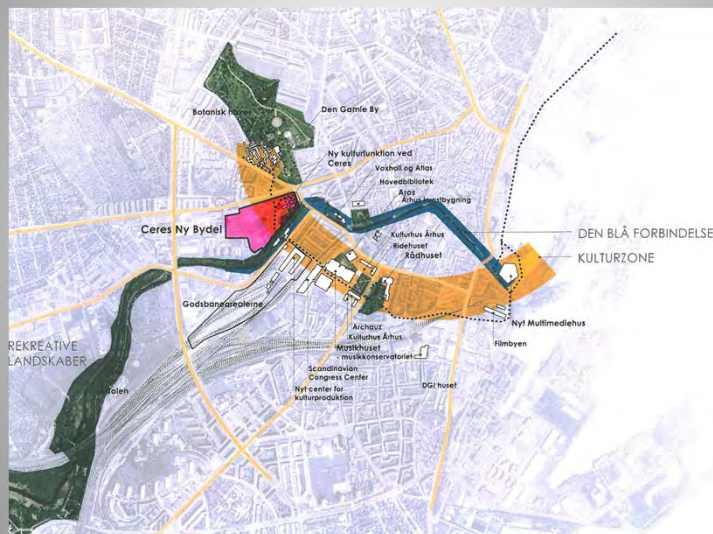 Botanisk have
Den Gamle By
Ny kulturfunktion ved
Ceres
Voxhall og Atlas
Hovedbibliotek
Aros
Århus kunstbygning
Ceres Ny Bydel
Kulturhus Århus
Ridehuset
Rådhuset
DEN BLÅ FORBINDELSE
KULTURZONE
Godsbanearealerne
Nyt Multimediehus
Filmbyen
REKREATIVE
LANDSKABER
Archauz
Kulturhus Århus
Musikhuset
- musikkonservatoriet
Scandinavian
Congress Center
Nyt center for
kulturproduktion
DGI huset